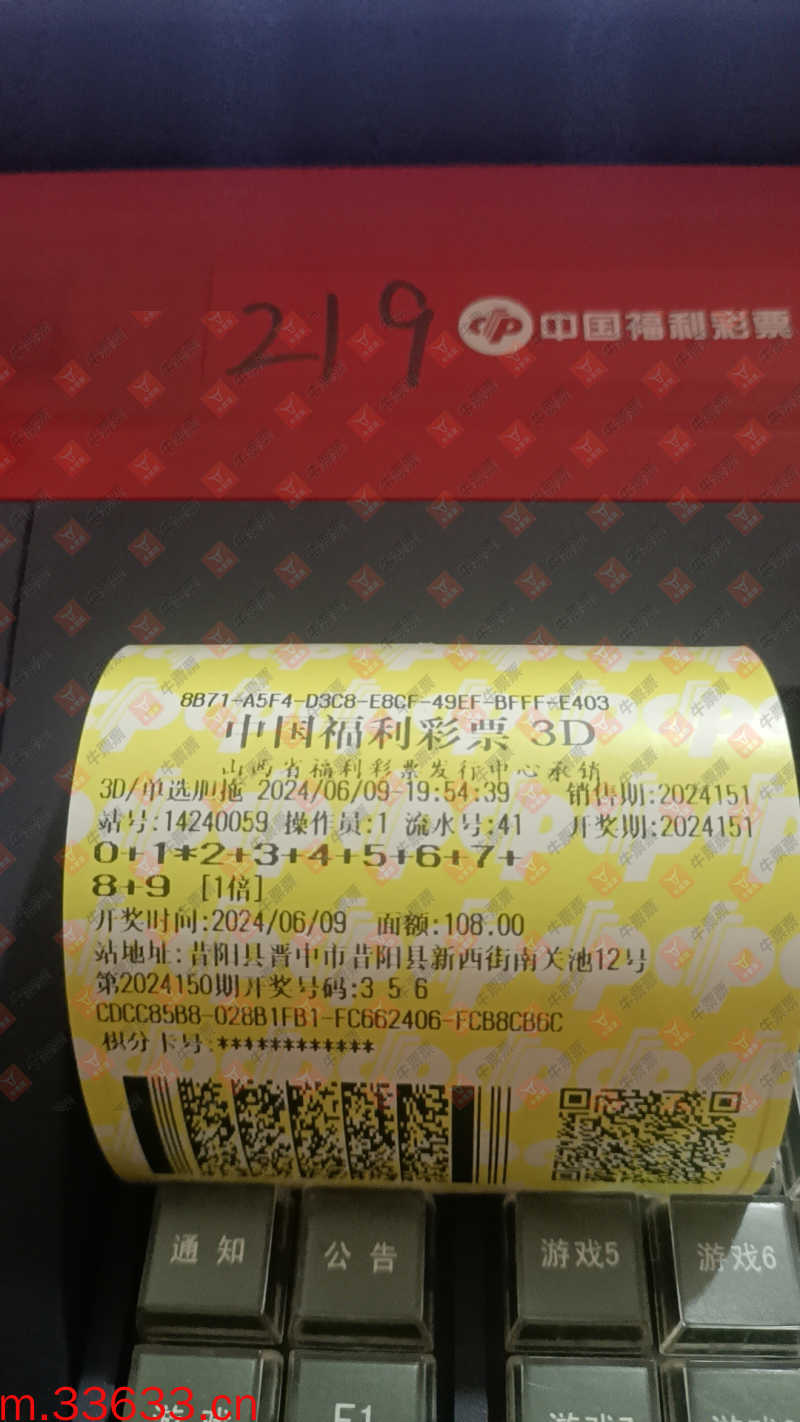 219 中国福利彩票
8B71-A5F4-D3C8-E8CF-49EF-BFFF-E403
中国福利彩票 3D
山西省福利彩票发行中心承销
3D/单选胆拖 2024/06/09-19:54:39 销售期:2024151
站号:14240059 操作员:1 流水号:41 开奖期:2024151
0+1*2+3+4+5+6+7+
8+9 [1倍]
开奖时间:2024/06/09 面额:108.00
站地址:昔阳县晋中市昔阳县新西街南关池12号
第2024150期开奖号码:3 5 6
CDCC85B8-028B1FB1-FC662406-FCB8CB6C
积分卡号:************
通知 公告 游戏5 游戏6
F1
m.33633.cn
牛票票